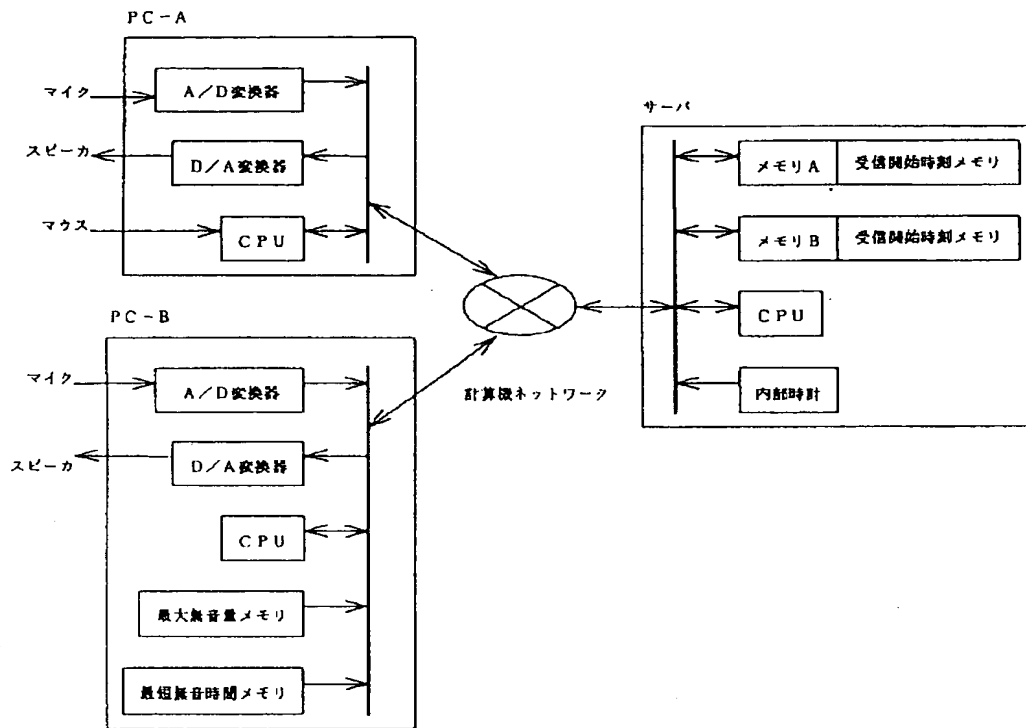 PC-A
マイク
A/D変換器
スピーカ
D/A変換器
マウス
CPU
PC-B
マイク
A/D変換器
スピーカ
D/A変換器
CPU
最大無音量メモリ
最短無音時間メモリ
計算機ネットワーク
サーバ
メモリA
受信開始時刻メモリ
メモリB
受信開始時刻メモリ
CPU
内部時計